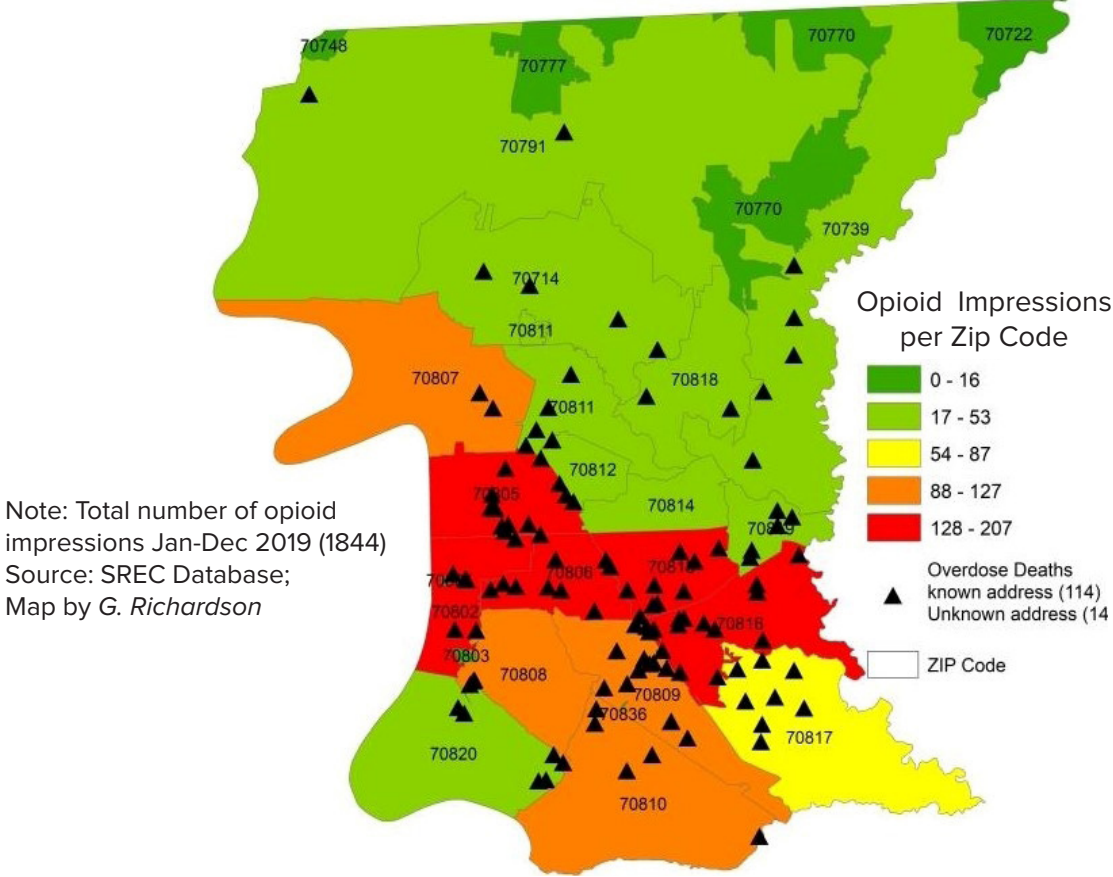 70748
70777
70770
70722
70791
70770
70739
70714
70811
70807
70818
70811
70812
70805
70814
70819
70806
70815
70802
70816
70803
70808
70809
70836
70817
70820
70810
Opioid Impressions
per Zip Code
0 - 16
17 - 53
54 - 87
88 - 127
128 - 207
Overdose Deaths
known address (114)
Unknown address (14
ZIP Code
Note: Total number of opioid
impressions Jan-Dec 2019 (1844)
Source: SREC Database;
Map by G. Richardson